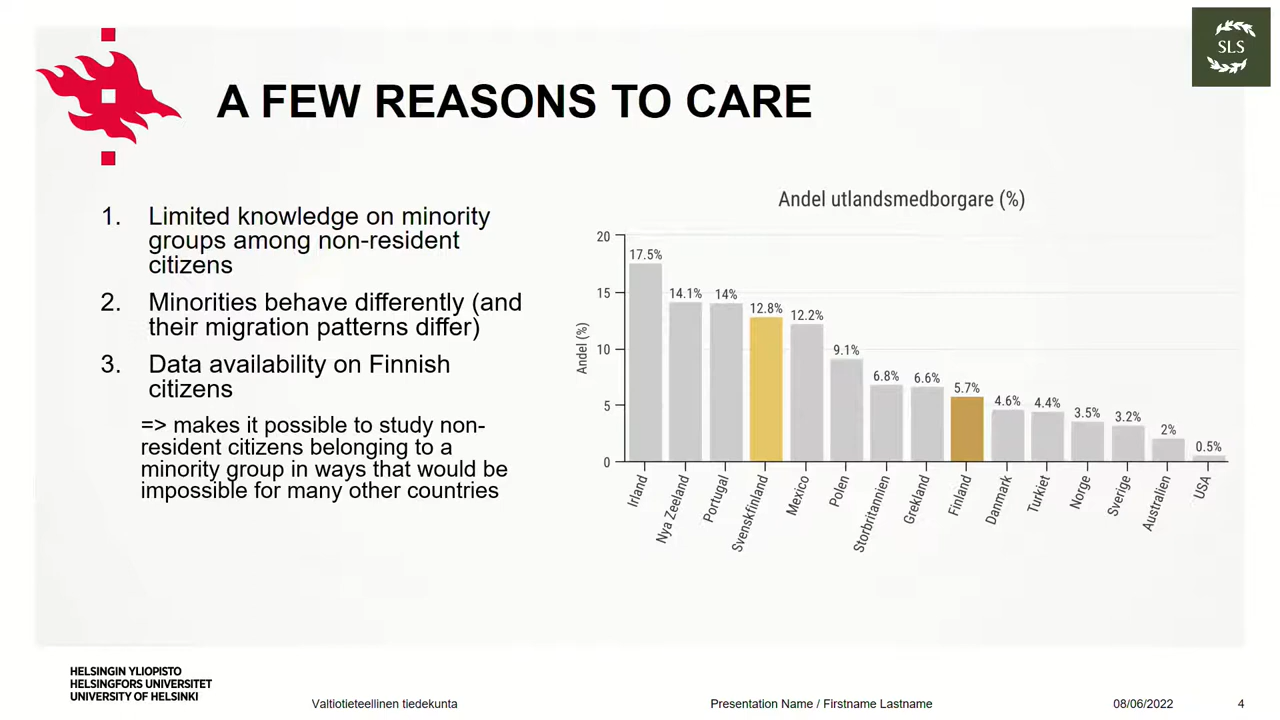 SLS
A FEW REASONS TO CARE
1. Limited knowledge on minority
groups among non-resident
citizens
2. Minorities behave differently (and
their migration patterns differ)
3. Data availability on Finnish
citizens
=> makes it possible to study non-
resident citizens belonging to a
minority group in ways that would be
impossible for many other countries
Andel utlandsmedborgare (%)
Andel (%)
20
15
10
5
0
17.5%
14.1%
14%
12.8%
12.2%
9.1%
6.8%
6.6%
5.7%
4.6%
4.4%
3.5%
3.2%
2%
0.5%
Irland
Nya Zeeland
Portugal
Svenskfinland
Mexico
Polen
Storbritannien
Grekland
Finland
Danmark
Turkiet
Norge
Sverige
Australien
USA
HELSINGIN YLIOPISTO
HELSINGFORS UNIVERSITET
UNIVERSITY OF HELSINKI
Valtiotieteellinen tiedekunta
Presentation Name / Firstname Lastname
08/06/2022
4